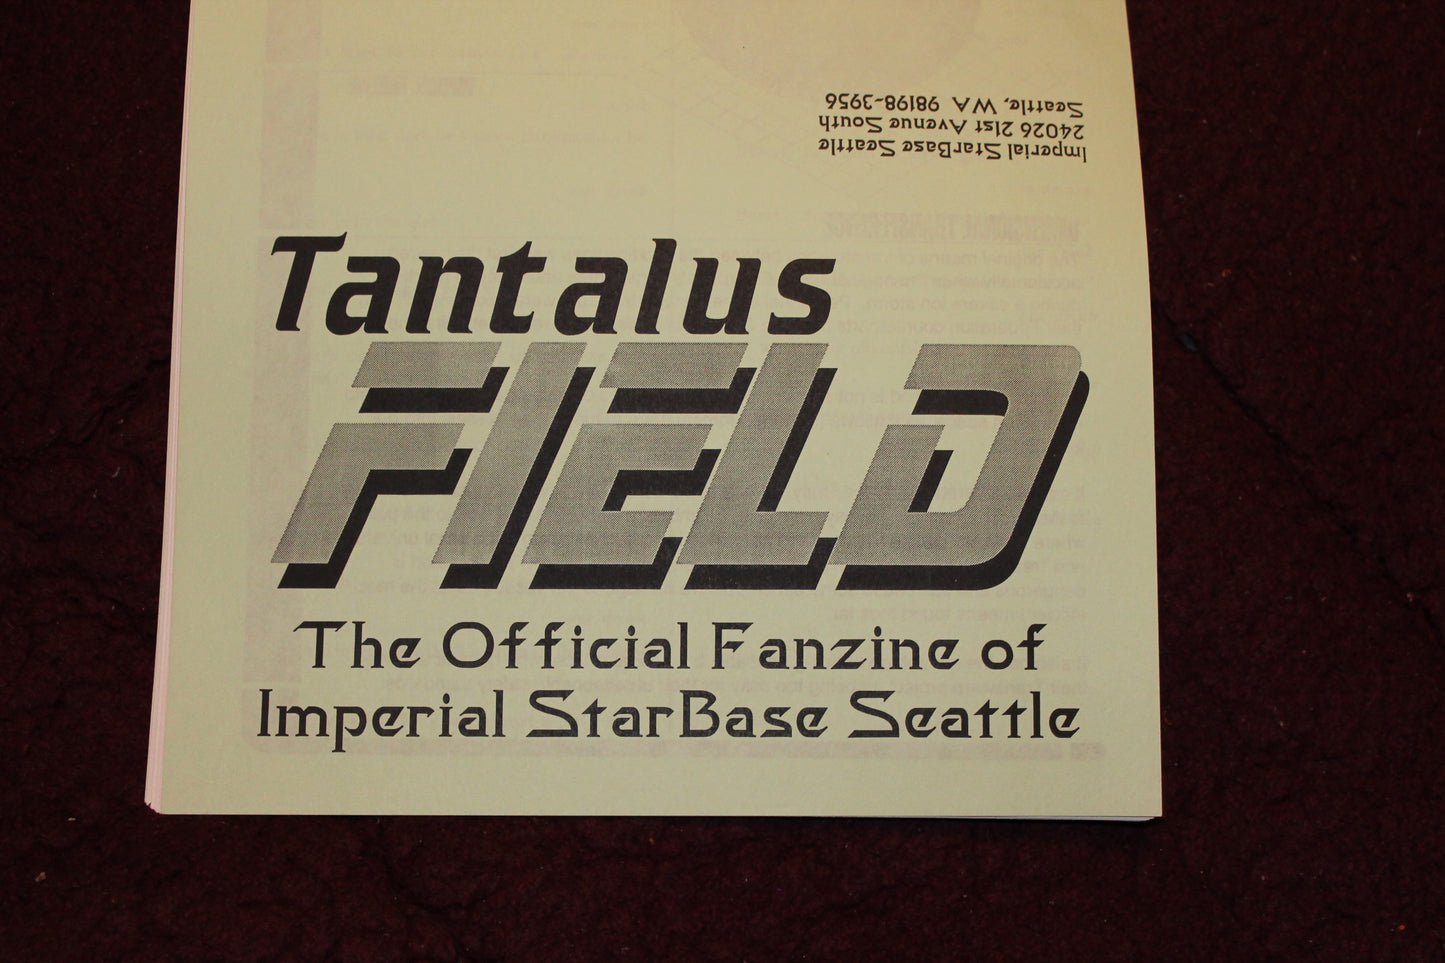 Imperial StarBase Seattle
24026 21st Avenue South
Seattle, WA 98198-3956
Tantalus
FIELD
The Official Fanzine of
Imperial StarBase Seattle